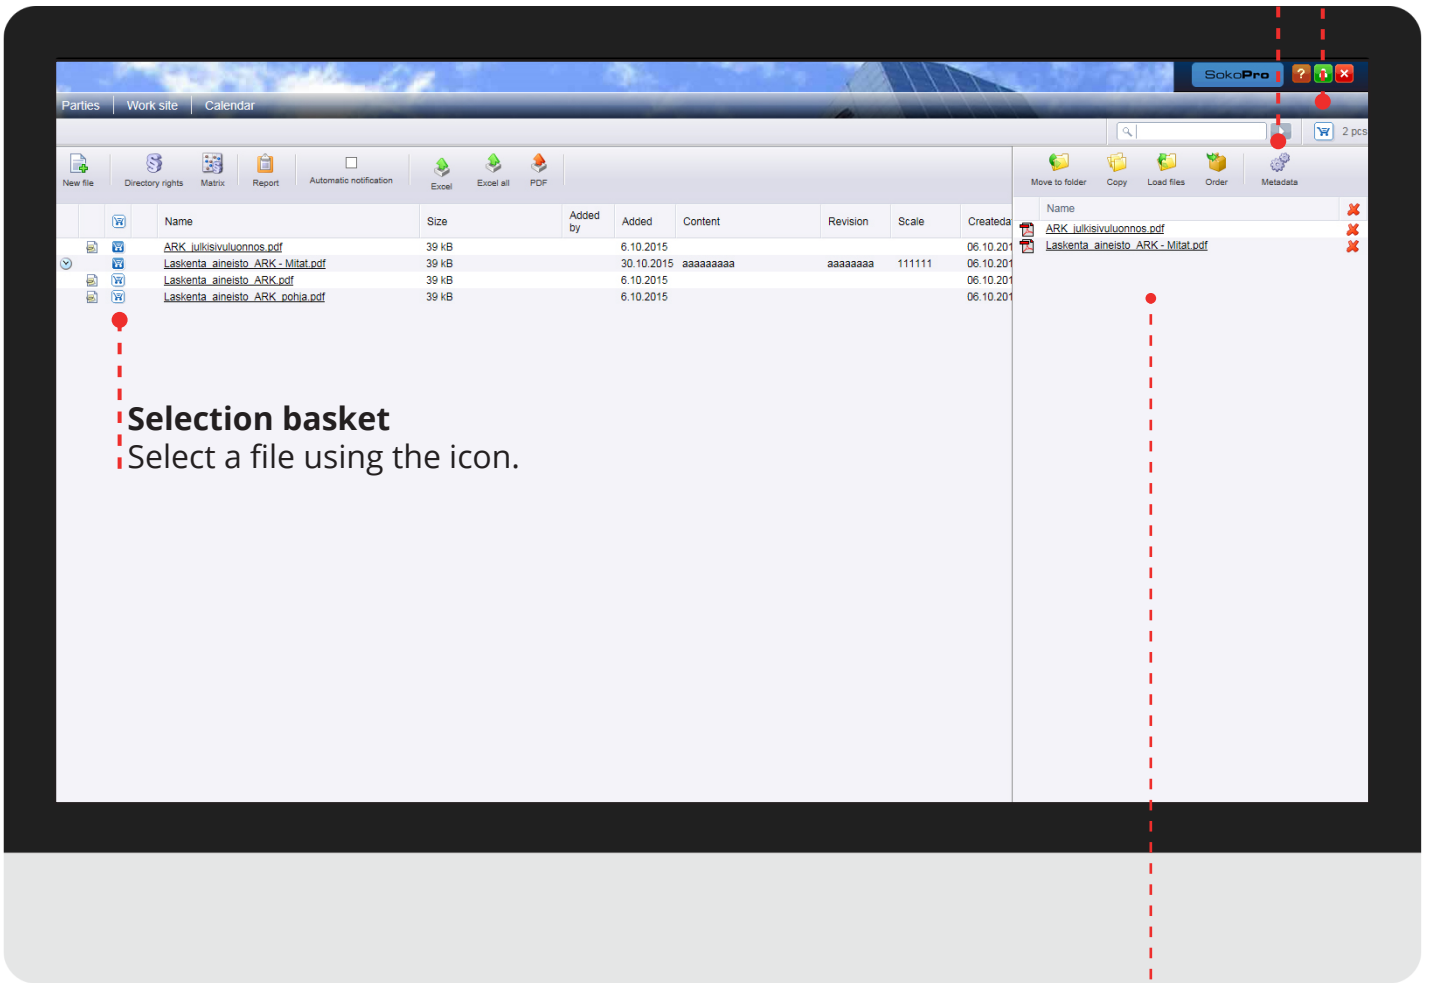 SokoPro
?
Parties Work site Calendar
2 pcs
New file Directory rights Matrix Report Automatic notification Excel Excel all PDF
Move to folder Copy Load files Order Metadata
Name Size Added by Added Content Revision Scale Createda
ARK_julkisivuluonnos.pdf 39 kB 6.10.2015 06.10.201
Laskenta_aineisto_ARK - Mitat.pdf 39 kB 30.10.2015 aaaaaaaaa aaaaaaaa 111111 06.10.201
Laskenta_aineisto_ARK.pdf 39 kB 6.10.2015 06.10.201
Laskenta_aineisto_ARK_pohja.pdf 39 kB 6.10.2015 06.10.201
Name
ARK_julkisivuluonnos.pdf
Laskenta_aineisto_ARK - Mitat.pdf
Selection basket
Select a file using the icon.